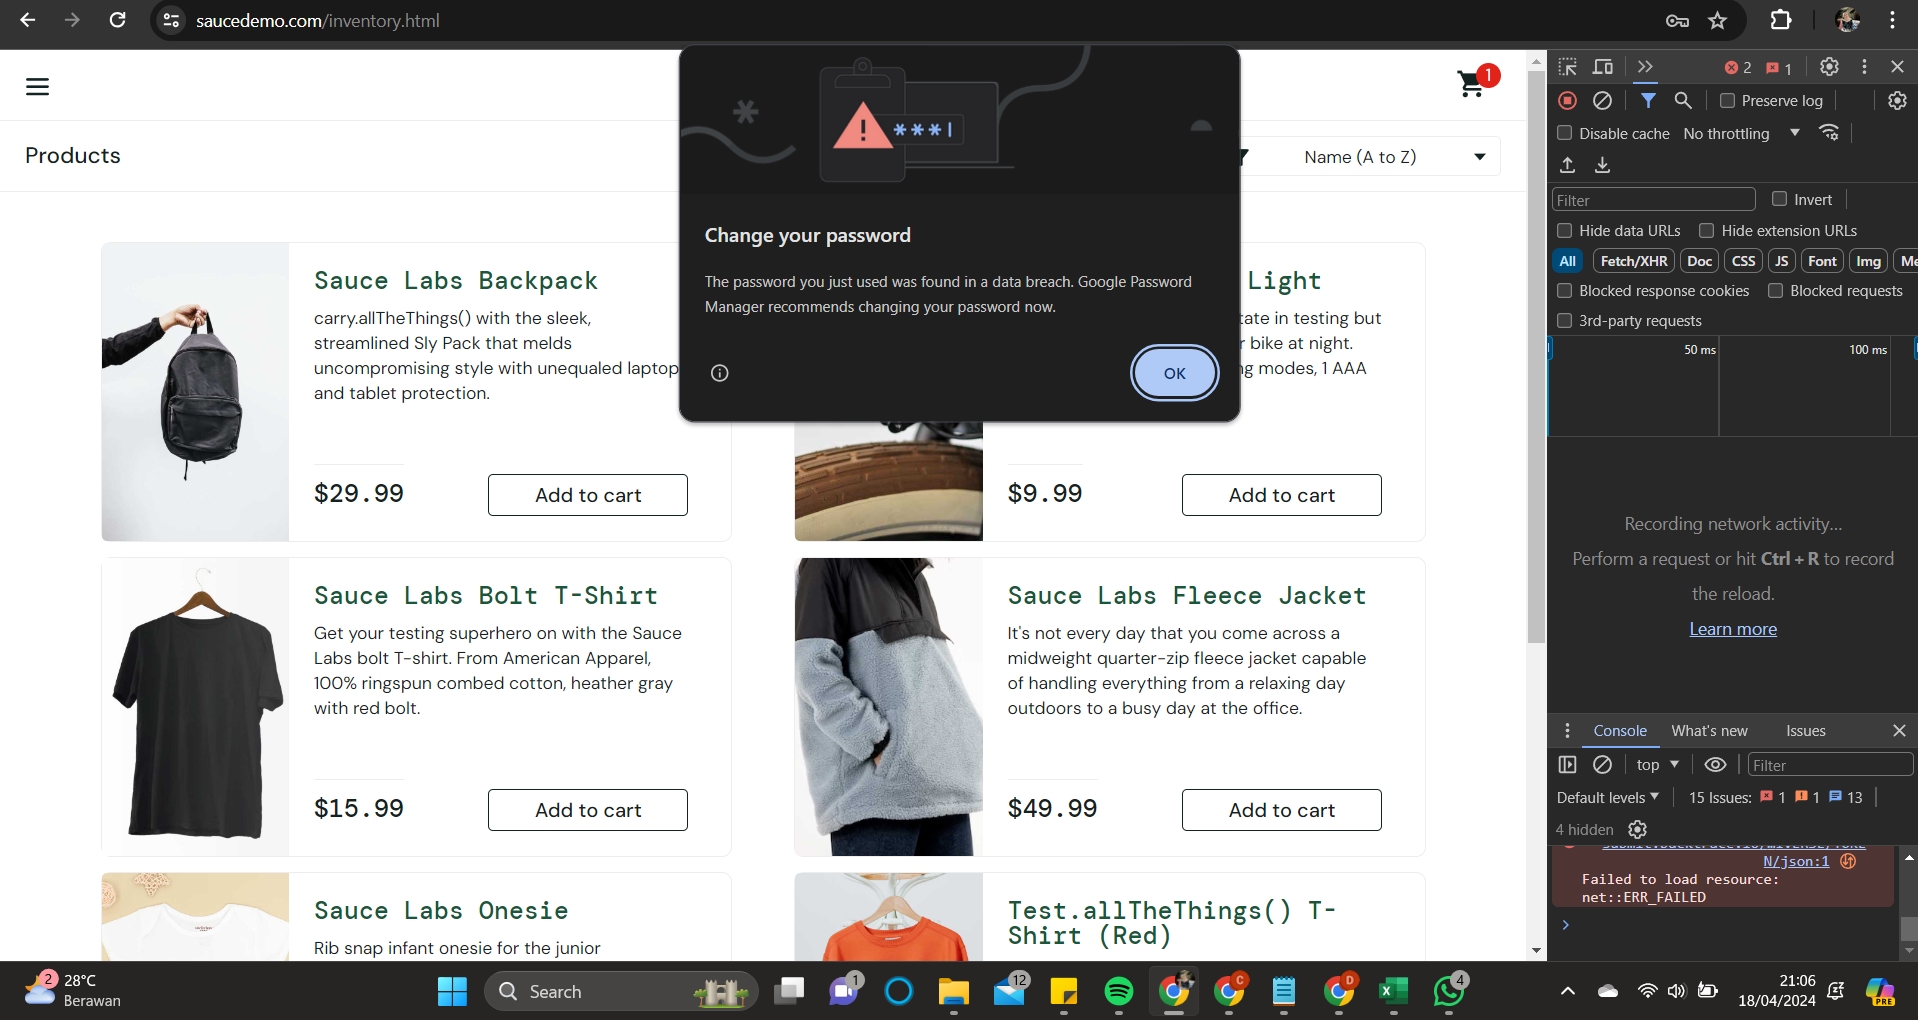 saucedemo.com/inventory.html
1
Products
Name (A to Z)
Change your password
The password you just used was found in a data breach. Google Password
Manager recommends changing your password now.
OK
Sauce Labs Backpack
carry.allTheThings() with the sleek,
streamlined Sly Pack that melds
uncompromising style with unequaled laptop
and tablet protection.
$29.99
Add to cart
Light
tate in testing but
r bike at night.
ng modes, 1 AAA
$9.99
Add to cart
Sauce Labs Bolt T-Shirt
Get your testing superhero on with the Sauce
Labs bolt T-shirt. From American Apparel,
100% ringspun combed cotton, heather gray
with red bolt.
$15.99
Add to cart
Sauce Labs Fleece Jacket
It's not every day that you come across a
midweight quarter-zip fleece jacket capable
of handling everything from a relaxing day
outdoors to a busy day at the office.
$49.99
Add to cart
Sauce Labs Onesie
Rib snap infant onesie for the junior
Test.allTheThings() T-
Shirt (Red)
2 1
Preserve log
Disable cache No throttling
Filter Invert
Hide data URLs Hide extension URLs
All Fetch/XHR Doc CSS JS Font Img Me
Blocked response cookies Blocked requests
3rd-party requests
50 ms 100 ms
Recording network activity...
Perform a request or hit Ctrl + R to record
the reload.
Learn more
Console What's new Issues
top Filter
Default levels 15 Issues: 1 1 13
4 hidden
N/json:1
Failed to load resource:
net::ERR_FAILED
2
28°C
Berawan
Search
1
12
C
D
4
21:06
18/04/2024
PRE